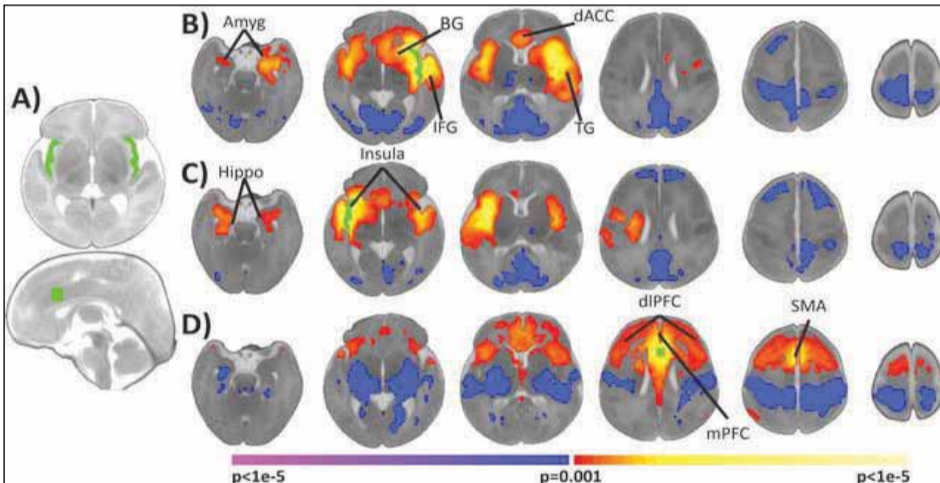 A)
B)
Amyg
BG
dACC
IFG
TG
C)
Hippo
Insula
D)
dlPFC
SMA
mPFC
p<1e-5
p=0.001
p<1e-5